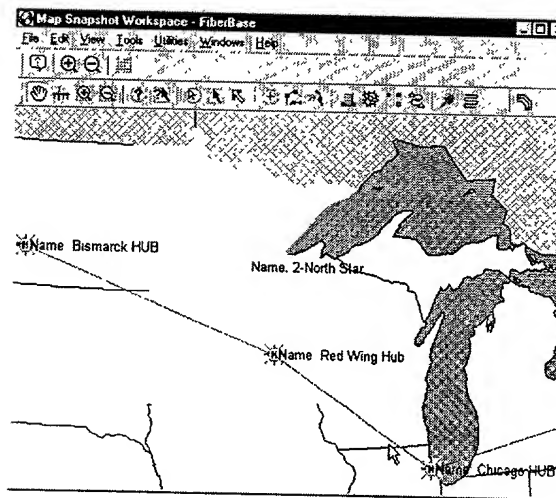 Map Snapshot Workspace - FiberBase
File Edit View Tools Utilities Windows Help
Name Bismarck HUB
Name. 2-North Star
Name Red Wing Hub
Name Chicago HUB